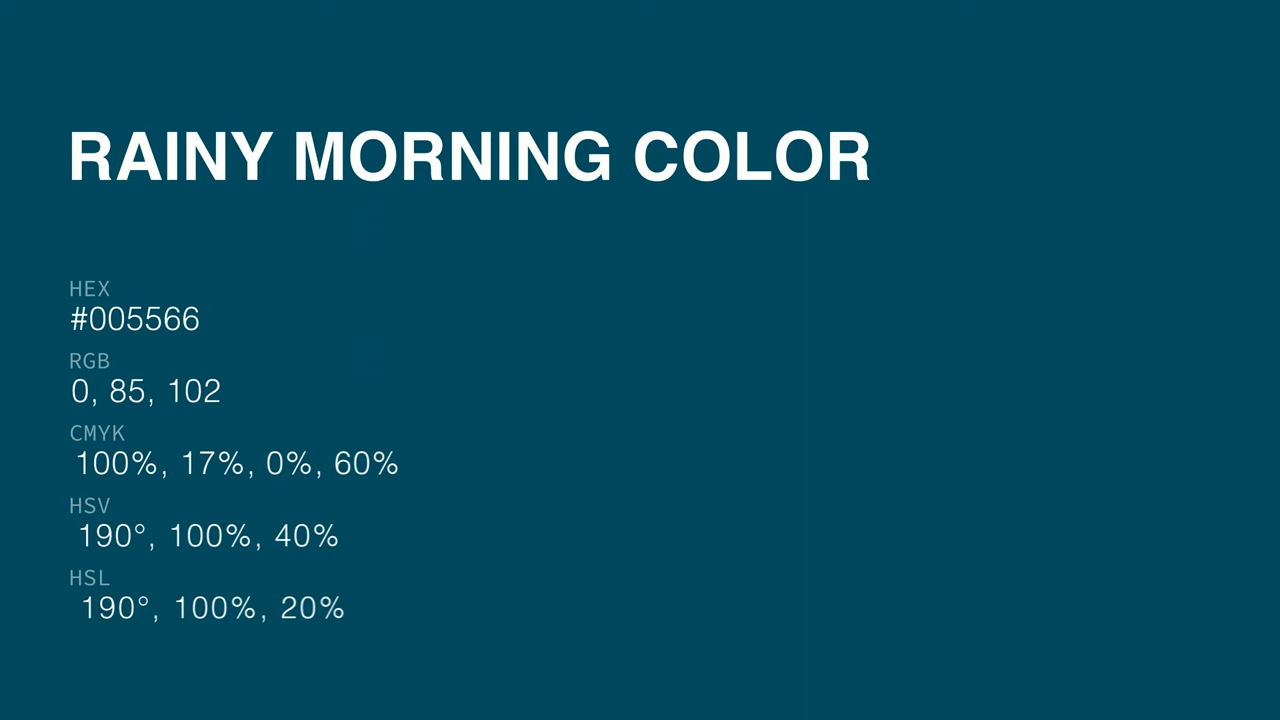 RAINY MORNING COLOR
HEX
#005566
RGB
0, 85, 102
CMYK
100%, 17%, 0%, 60%
HSV
190°, 100%, 40%
HSL
190°, 100%, 20%